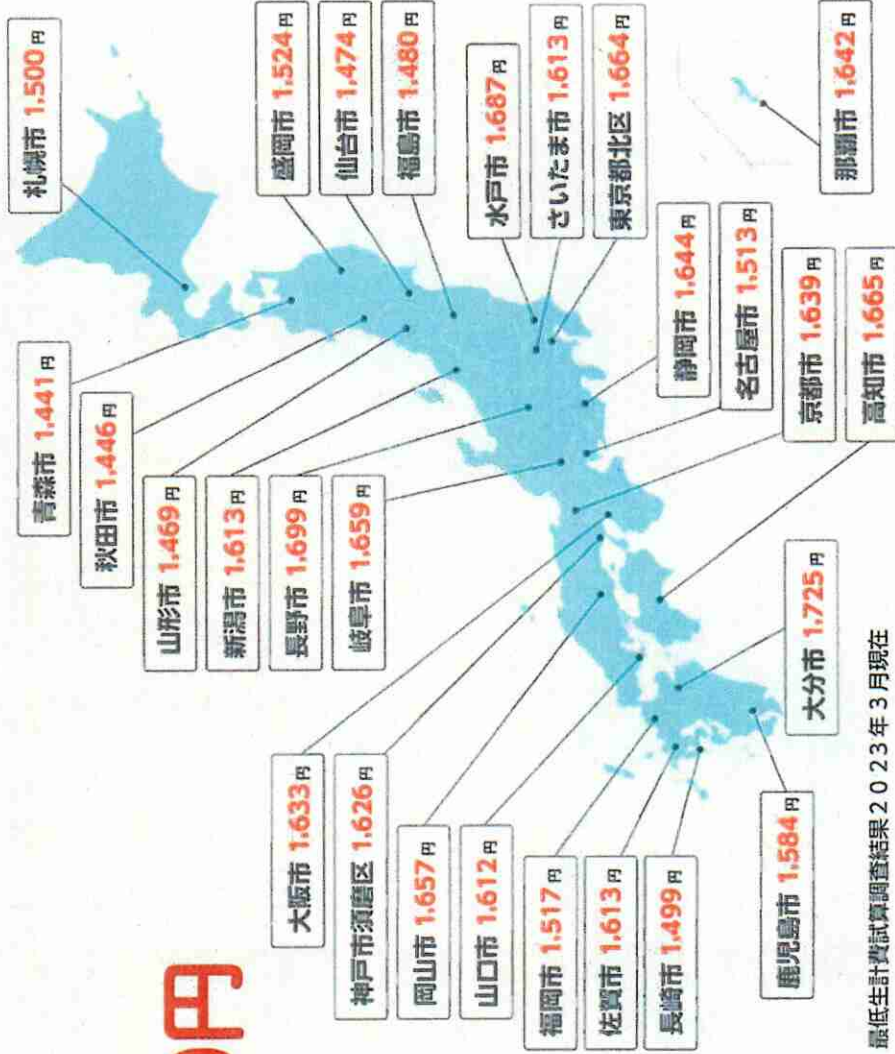 円
札幌市 1.500円
青森市 1.441円
秋田市 1.446円
山形市 1.469円
新潟市 1.613円
長野市 1.699円
岐阜市 1.659円
盛岡市 1.524円
仙台市 1.474円
福島市 1.480円
水戸市 1.687円
さいたま市 1.613円
東京都北区 1.664円
静岡市 1.644円
名古屋市 1.513円
京都市 1.639円
高知市 1.665円
那覇市 1.642円
大阪市 1.633円
神戸市須磨区 1.626円
岡山市 1.657円
山口市 1.612円
福岡市 1.517円
佐賀市 1.613円
長崎市 1.499円
大分市 1.725円
鹿児島市 1.584円
最低生計費試算調査結果2023年3月現在